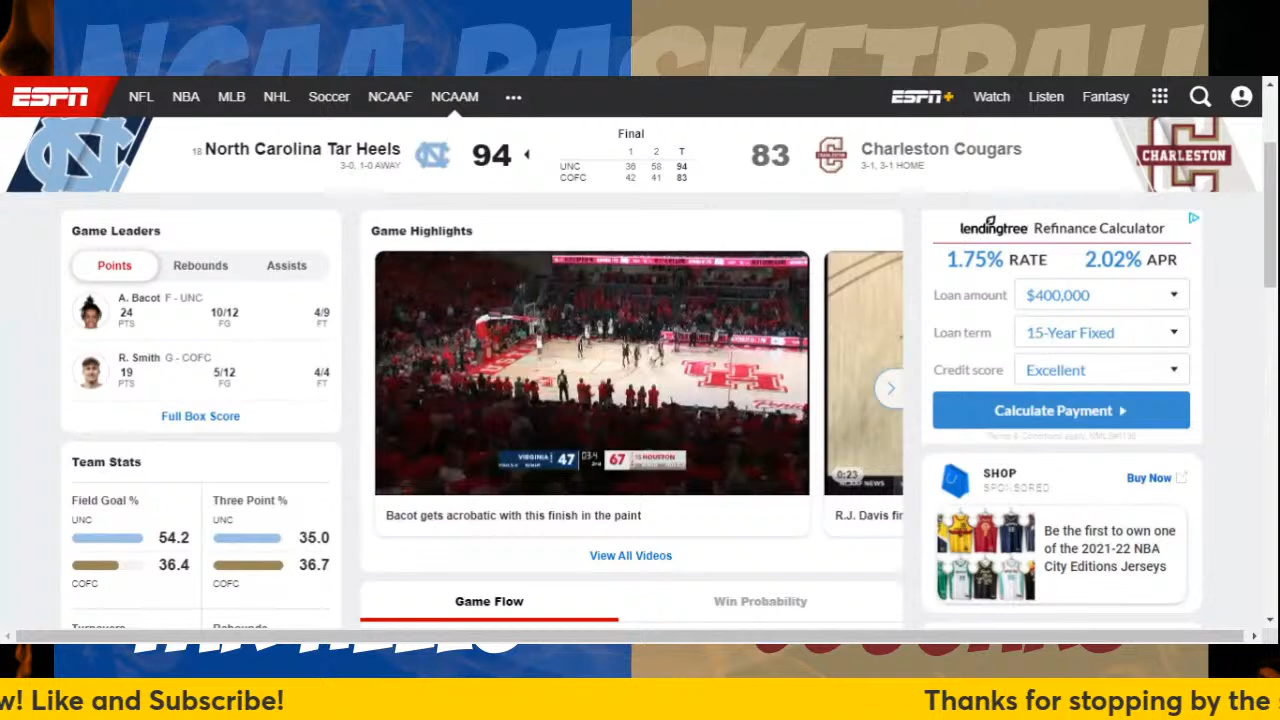 NCAA BASKETBALL
ESPN NFL NBA MLB NHL Soccer NCAAF NCAAM ••• ESPN+ Watch Listen Fantasy
18 North Carolina Tar Heels
3-0, 1-0 AWAY
94
Final
1 2 T
UNC 36 58 94
COFC 42 41 83
83
Charleston Cougars
3-1, 3-1 HOME
CHARLESTON
Game Leaders
Points Rebounds Assists
A. Bacot F - UNC
24 10/12 4/9
PTS FG FT
R. Smith G - COFC
19 5/12 4/4
PTS FG FT
Full Box Score
Team Stats
Field Goal % Three Point %
UNC UNC
54.2 35.0
36.4 36.7
COFC COFC
Turnovers Rebounds
Game Highlights
VIRGINIA 47 67 HOUSTON
Bacot gets acrobatic with this finish in the paint
0:23
NEWS
R.J. Davis fir
View All Videos
Game Flow Win Probability
lendingtree Refinance Calculator
1.75% RATE 2.02% APR
Loan amount $400,000
Loan term 15-Year Fixed
Credit score Excellent
Calculate Payment
SHOP
SPONSORED
Buy Now
Be the first to own one
of the 2021-22 NBA
City Editions Jerseys
w! Like and Subscribe! Thanks for stopping by the